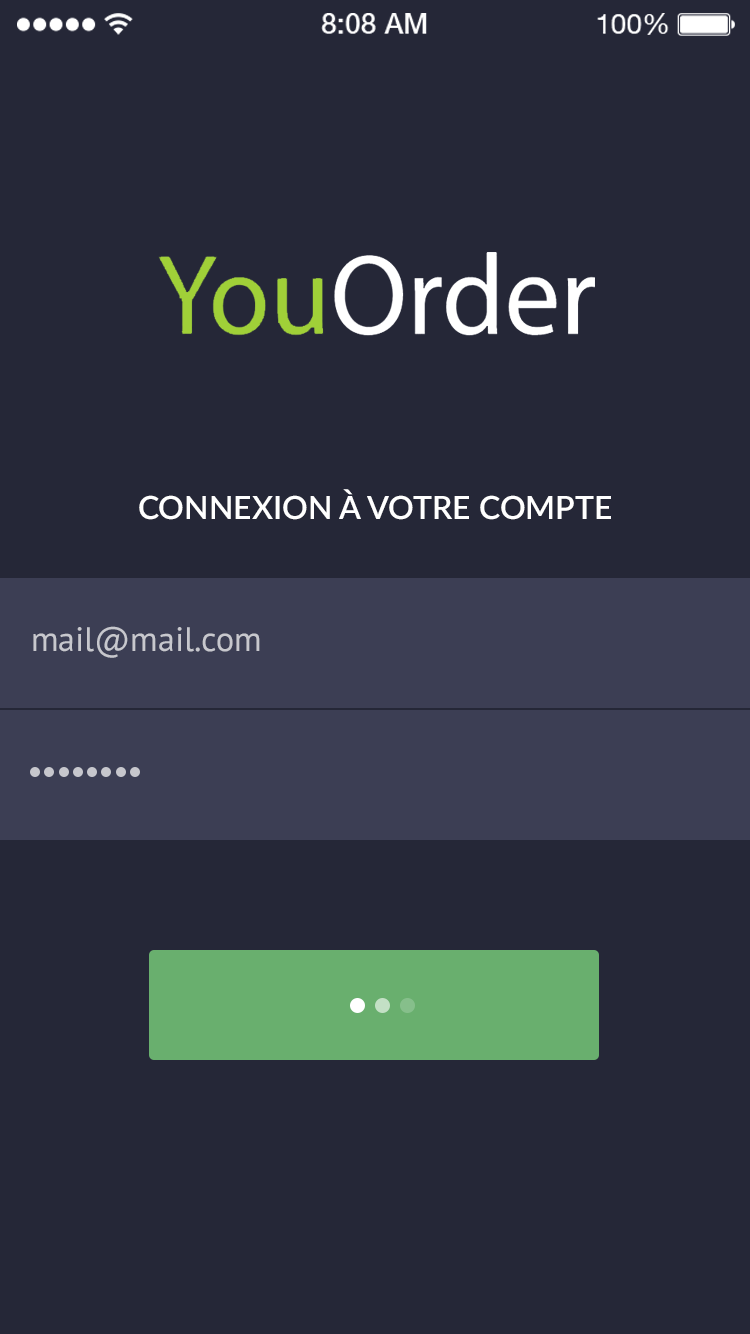 8:08 AM 100%
YouOrder
CONNEXION À VOTRE COMPTE
mail@mail.com
••••••••